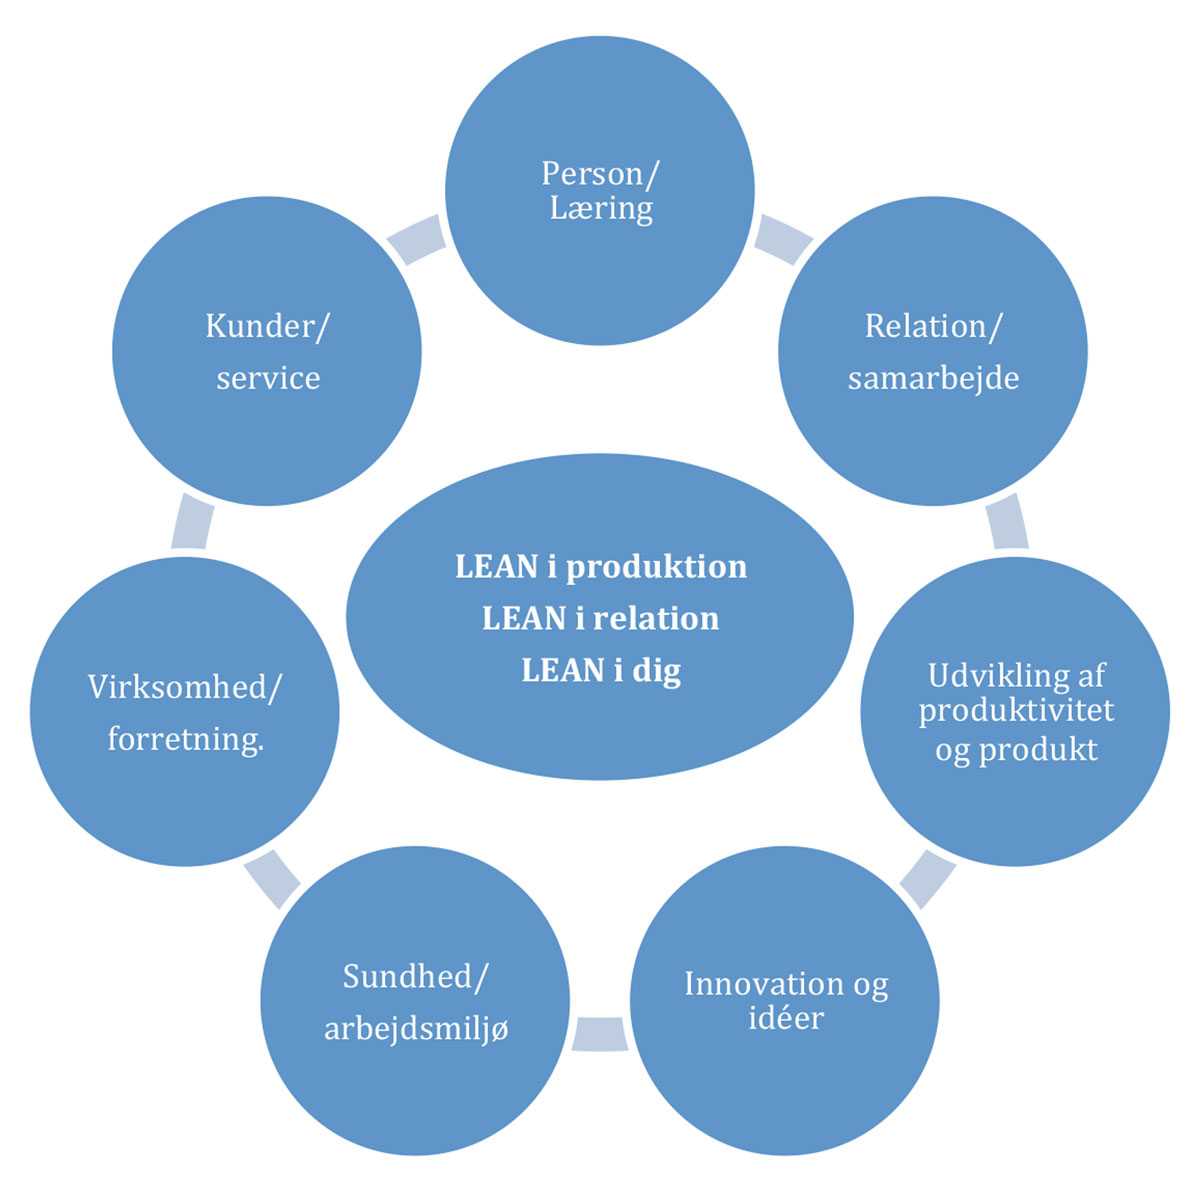 Person/
Læring
Relation/
samarbejde
Udvikling af
produktivitet
og produkt
Innovation og
idéer
Sundhed/
arbejdsmiljø
Virksomhed/
forretning.
Kunder/
service
LEAN i produktion
LEAN i relation
LEAN i dig